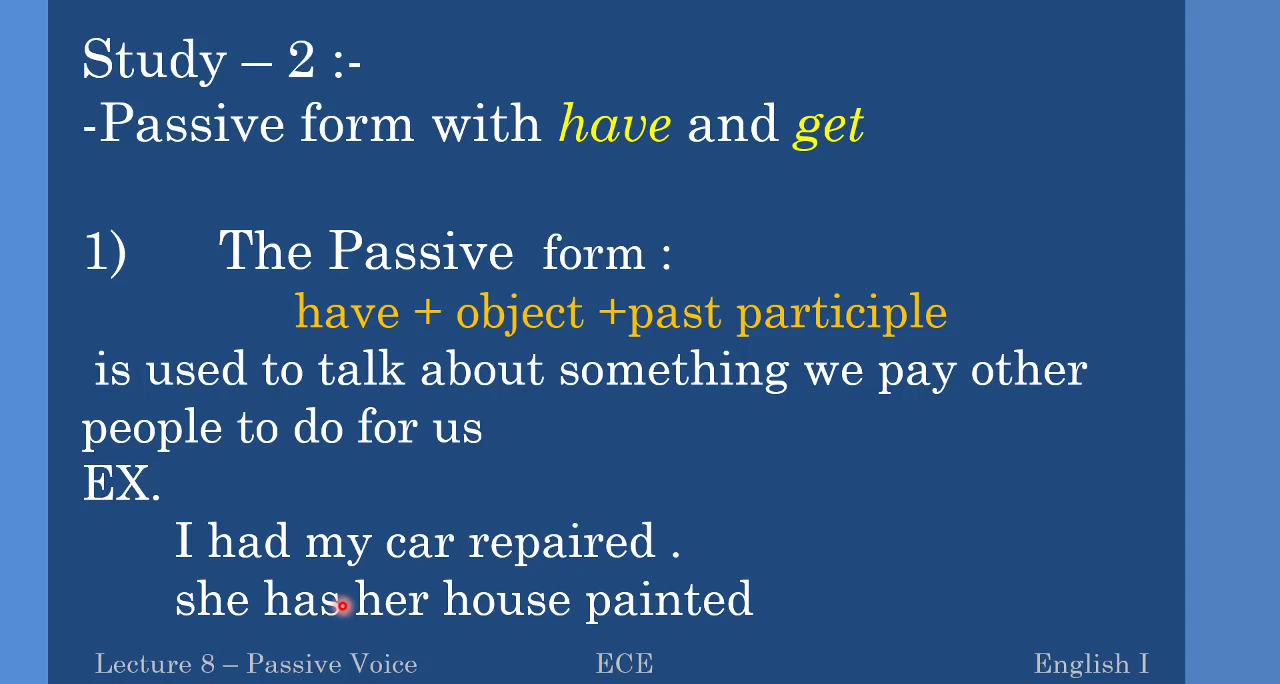 Study – 2 :-
-Passive form with have and get
1) The Passive form :
have + object +past participle
is used to talk about something we pay other
people to do for us
EX.
I had my car repaired .
she has her house painted
Lecture 8 – Passive Voice ECE English I